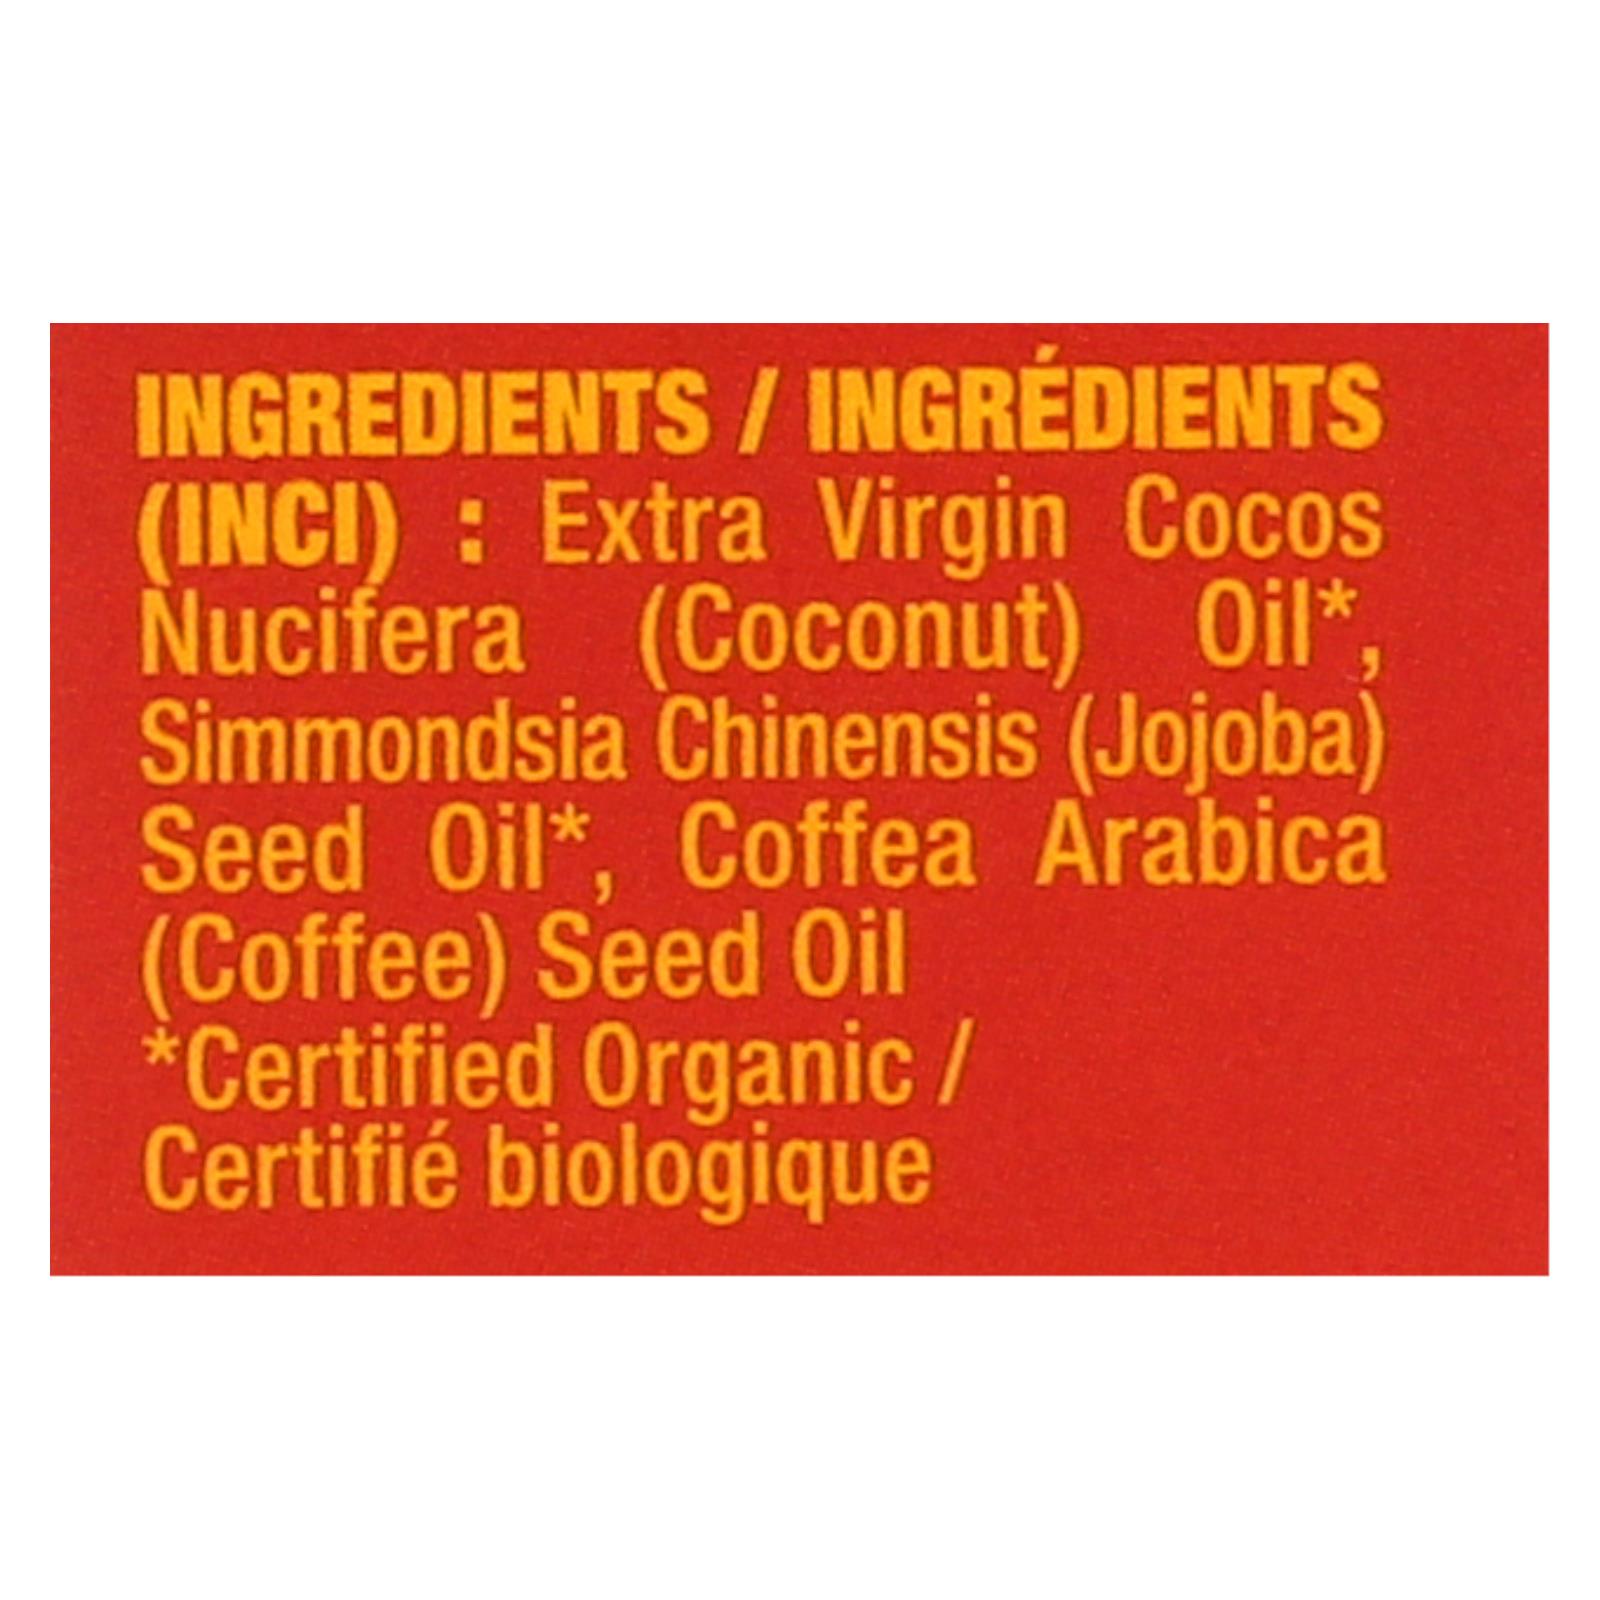 INGREDIENTS / INGRÉDIENTS
(INCI) : Extra Virgin Cocos
Nucifera (Coconut) Oil*,
Simmondsia Chinensis (Jojoba)
Seed Oil*, Coffea Arabica
(Coffee) Seed Oil
*Certified Organic /
Certifié biologique